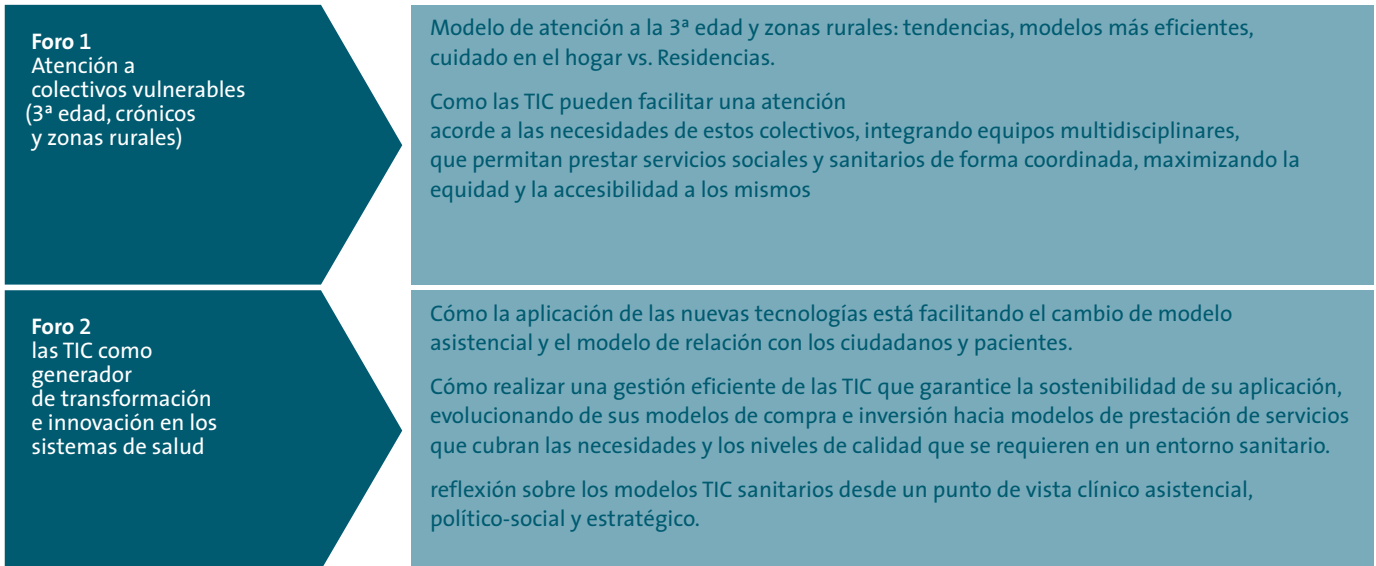 Foro 1
Atención a
colectivos vulnerables
(3ª edad, crónicos
y zonas rurales)
Modelo de atención a la 3ª edad y zonas rurales: tendencias, modelos más eficientes,
cuidado en el hogar vs. Residencias.
Como las TIC pueden facilitar una atención
acorde a las necesidades de estos colectivos, integrando equipos multidisciplinares,
que permitan prestar servicios sociales y sanitarios de forma coordinada, maximizando la
equidad y la accesibilidad a los mismos
Foro 2
las TIC como
generador
de transformación
e innovación en los
sistemas de salud
Cómo la aplicación de las nuevas tecnologías está facilitando el cambio de modelo
asistencial y el modelo de relación con los ciudadanos y pacientes.
Cómo realizar una gestión eficiente de las TIC que garantice la sostenibilidad de su aplicación,
evolucionando de sus modelos de compra e inversión hacia modelos de prestación de servicios
que cubran las necesidades y los niveles de calidad que se requieren en un entorno sanitario.
reflexión sobre los modelos TIC sanitarios desde un punto de vista clínico asistencial,
político-social y estratégico.